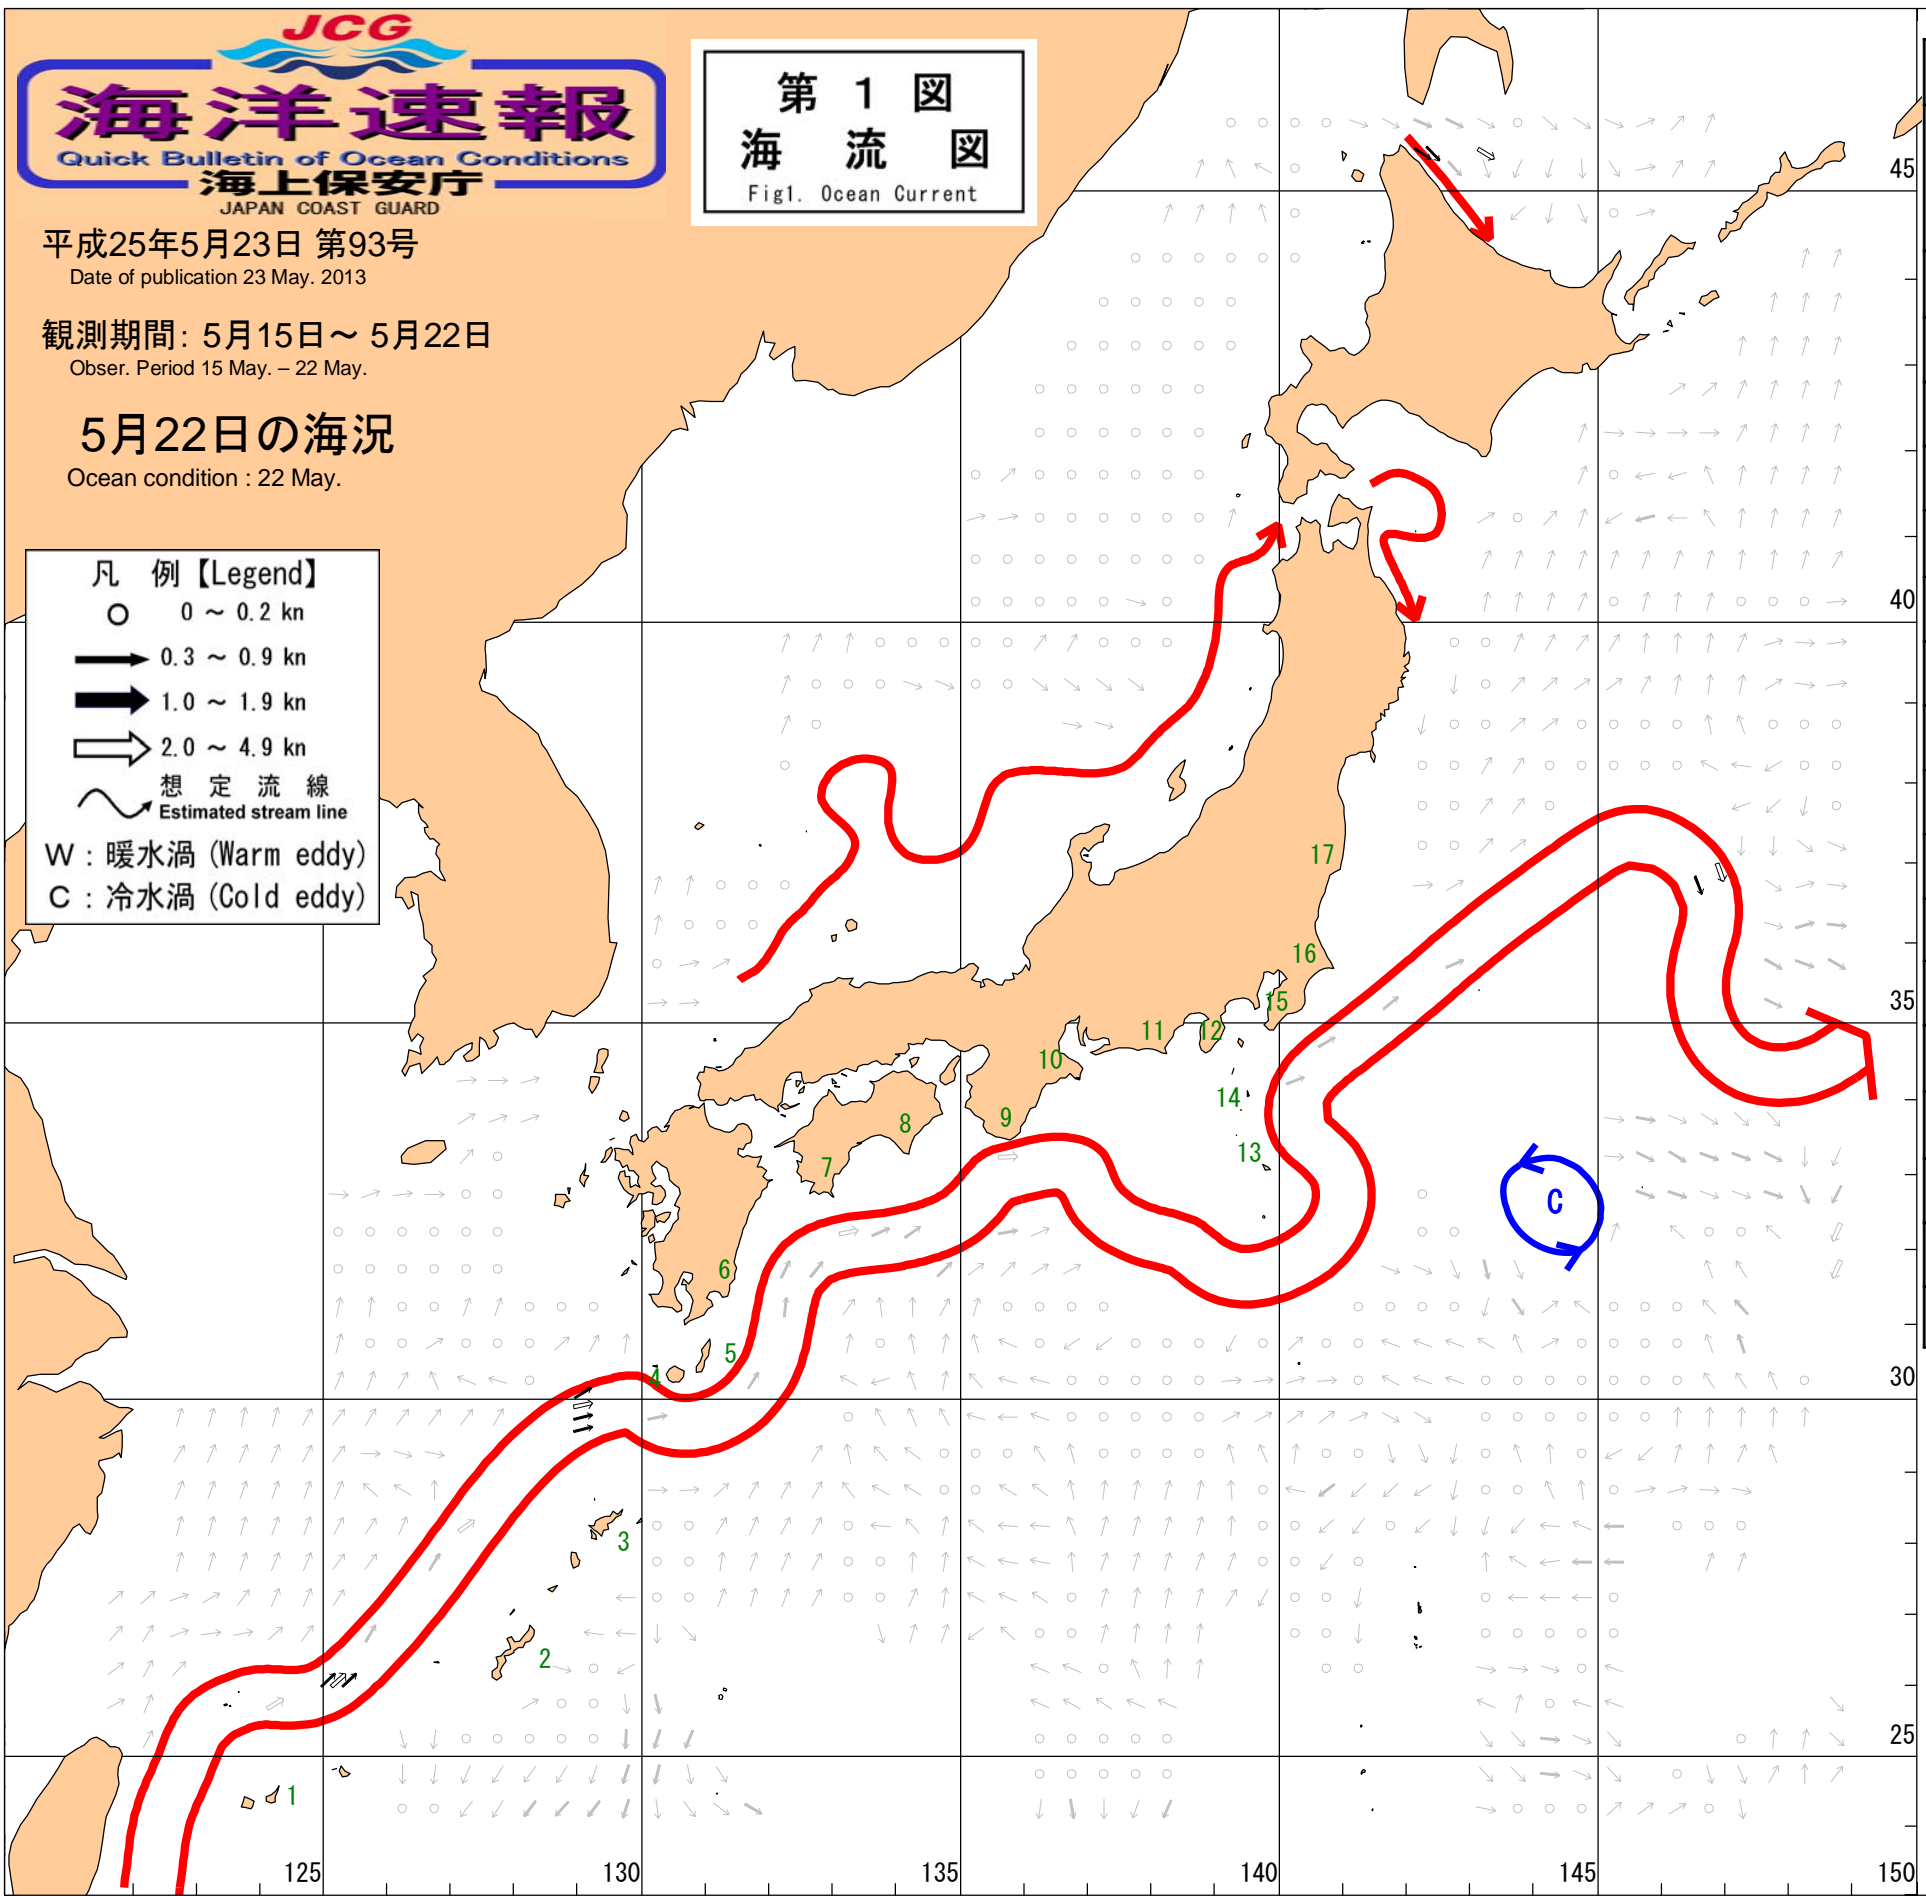 JCG
海洋速報
Quick Bulletin of Ocean Conditions
海上保安庁
JAPAN COAST GUARD
第 1 図
海 流 図
Fig1. Ocean Current
平成25年5月23日 第93号
Date of publication 23 May. 2013
観測期間: 5月15日～ 5月22日
Obser. Period 15 May. – 22 May.
5月22日の海況
Ocean condition : 22 May.
凡 例【Legend】
0 ～ 0.2 kn
0.3 ～ 0.9 kn
1.0 ～ 1.9 kn
2.0 ～ 4.9 kn
想 定 流 線
Estimated stream line
W : 暖水渦 (Warm eddy)
C : 冷水渦 (Cold eddy)
45
40
17
16
35
15
12
11
10
14
9
8
13
7
C
6
5
4
30
3
2
25
1
125
130
135
140
145
150